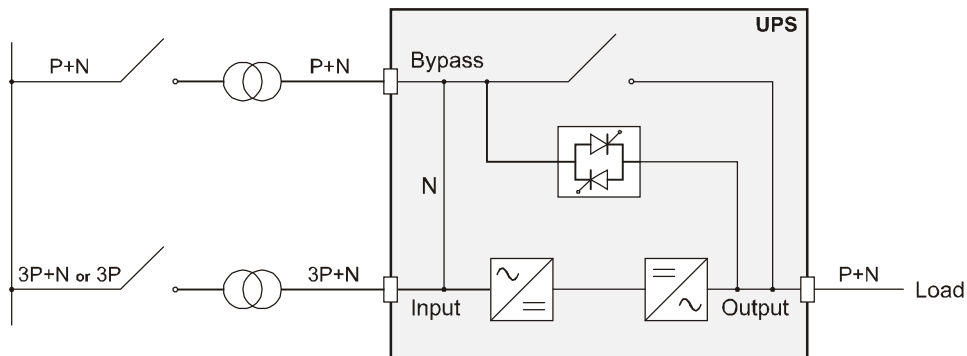 UPS
P+N
P+N
Bypass
N
3P+N or 3P
3P+N
Input
Output
P+N
Load